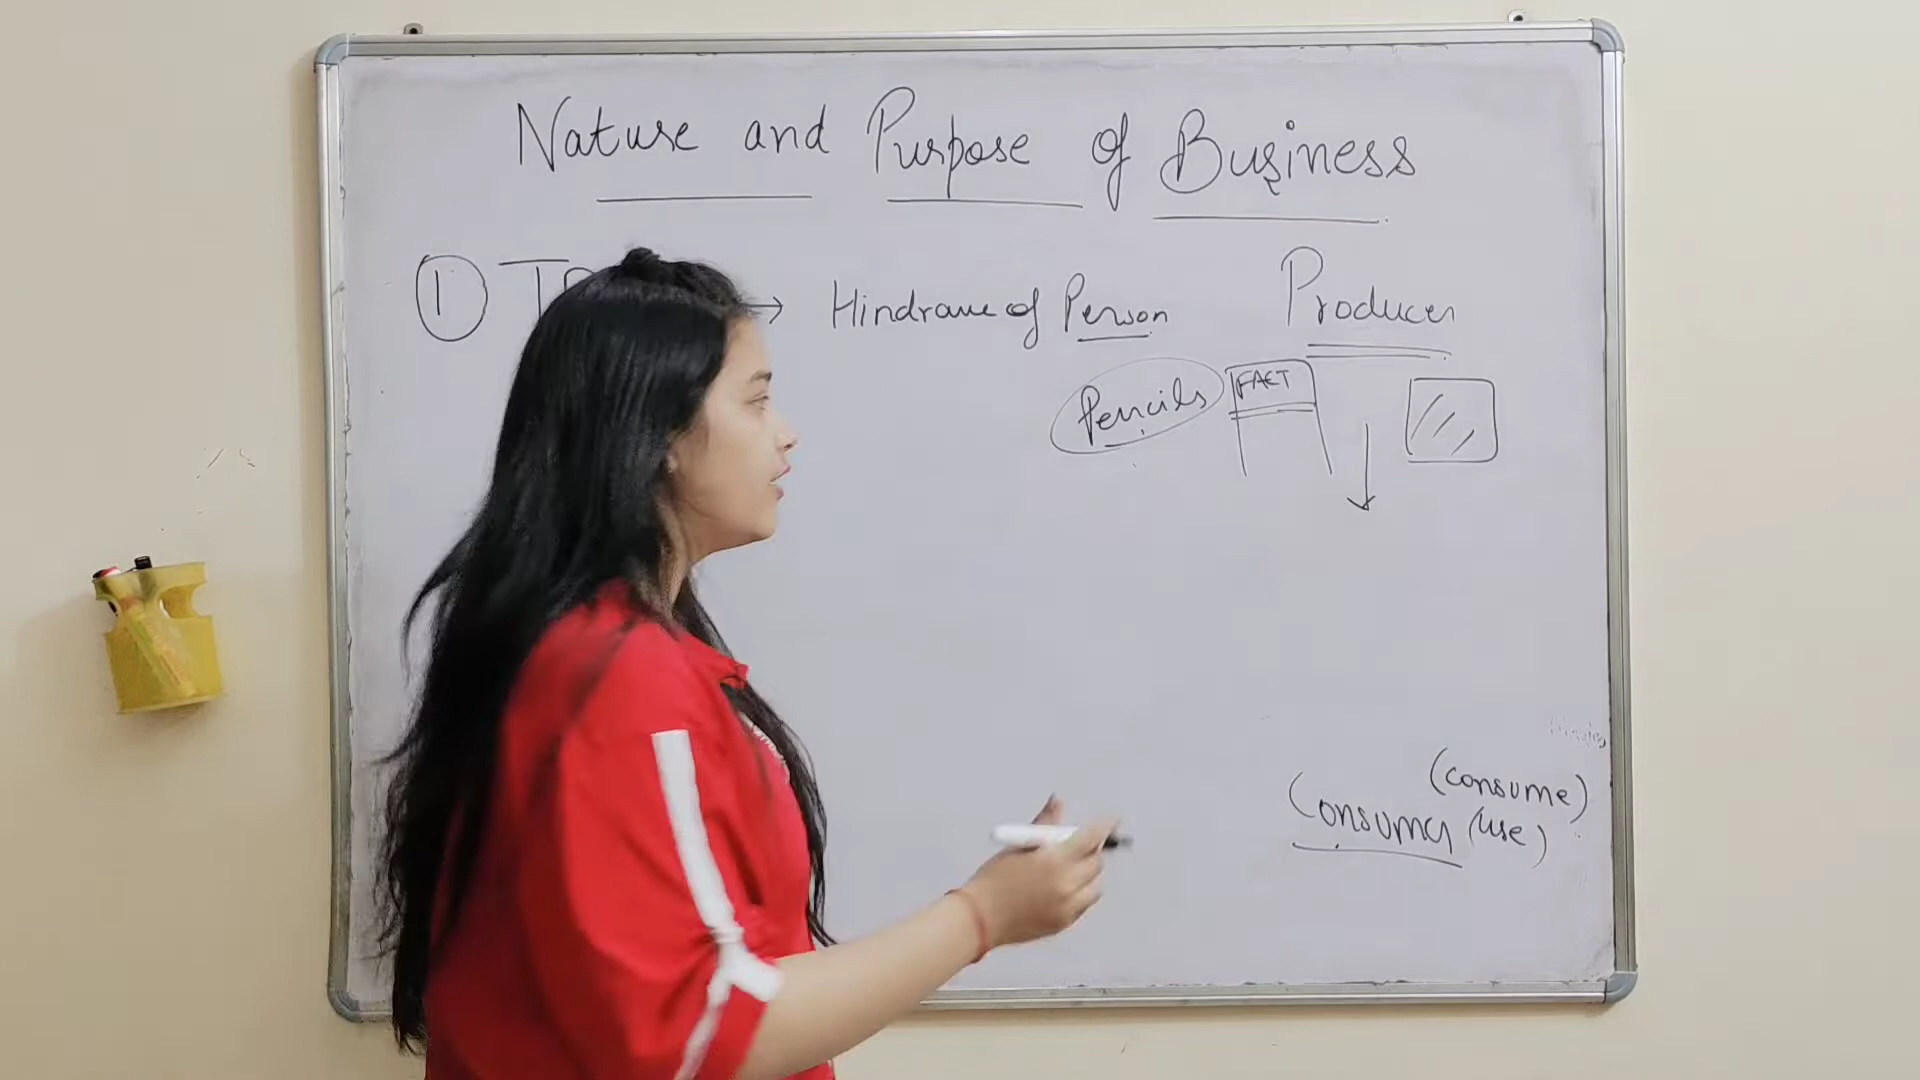 Nature and Purpose of Business
1 → Hindrance of Person
Producer
Pencils
FACT
(consume)
Consumer (use)